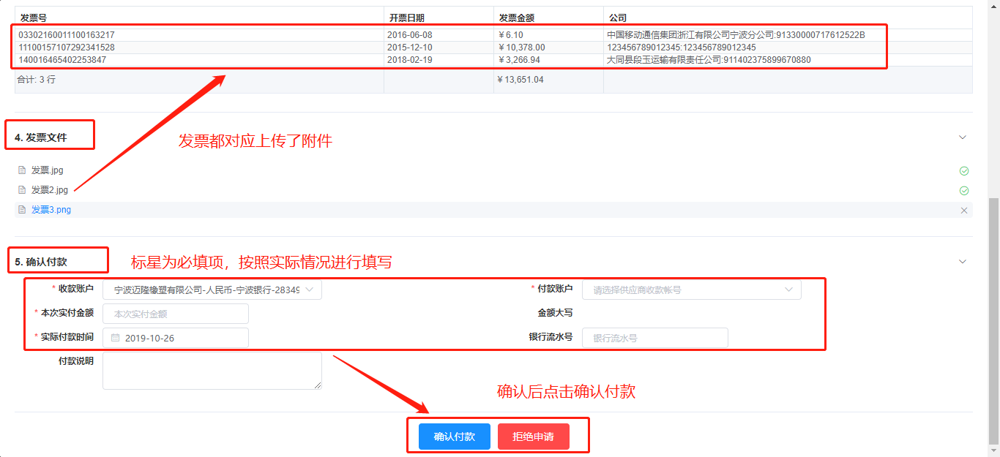 发票号 开票日期 发票金额 公司
03302160011100163217 2016-06-08 ￥6.10 中国移动通信集团浙江有限公司宁波分公司:91330000717612522B
11100157107292341528 2015-12-10 ￥10,378.00 123456789012345:123456789012345
140016465402253847 2018-02-19 ￥3,266.94 大同县段玉运输有限责任公司:911402375899670880
合计: 3 行 ￥13,651.04
4. 发票文件
发票都对应上传了附件
发票.jpg
发票2.jpg
发票3.png
5. 确认付款
标星为必填项，按照实际情况进行填写
* 收款账户 宁波迈隆橡塑有限公司-人民币-宁波银行-28349 * 付款账户 请选择供应商收款帐号
* 本次实付金额 本次实付金额 金额大写
* 实际付款时间 2019-10-26 银行流水号 银行流水号
付款说明
确认后点击确认付款
确认付款 拒绝申请